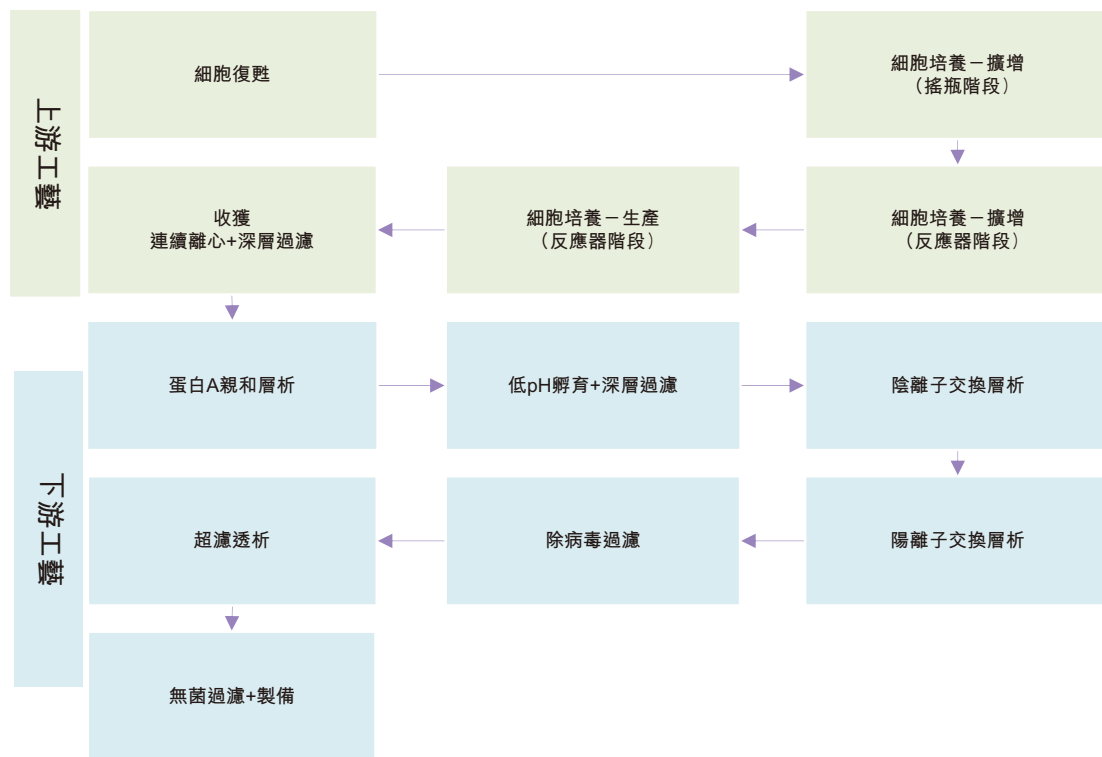 上游工藝
細胞復甦
細胞培養－擴增
（搖瓶階段）
收獲
連續離心+深層過濾
細胞培養－生產
（反應器階段）
細胞培養－擴增
（反應器階段）
下游工藝
蛋白A親和層析
低pH孵育+深層過濾
陰離子交換層析
超濾透析
除病毒過濾
陽離子交換層析
無菌過濾+製備